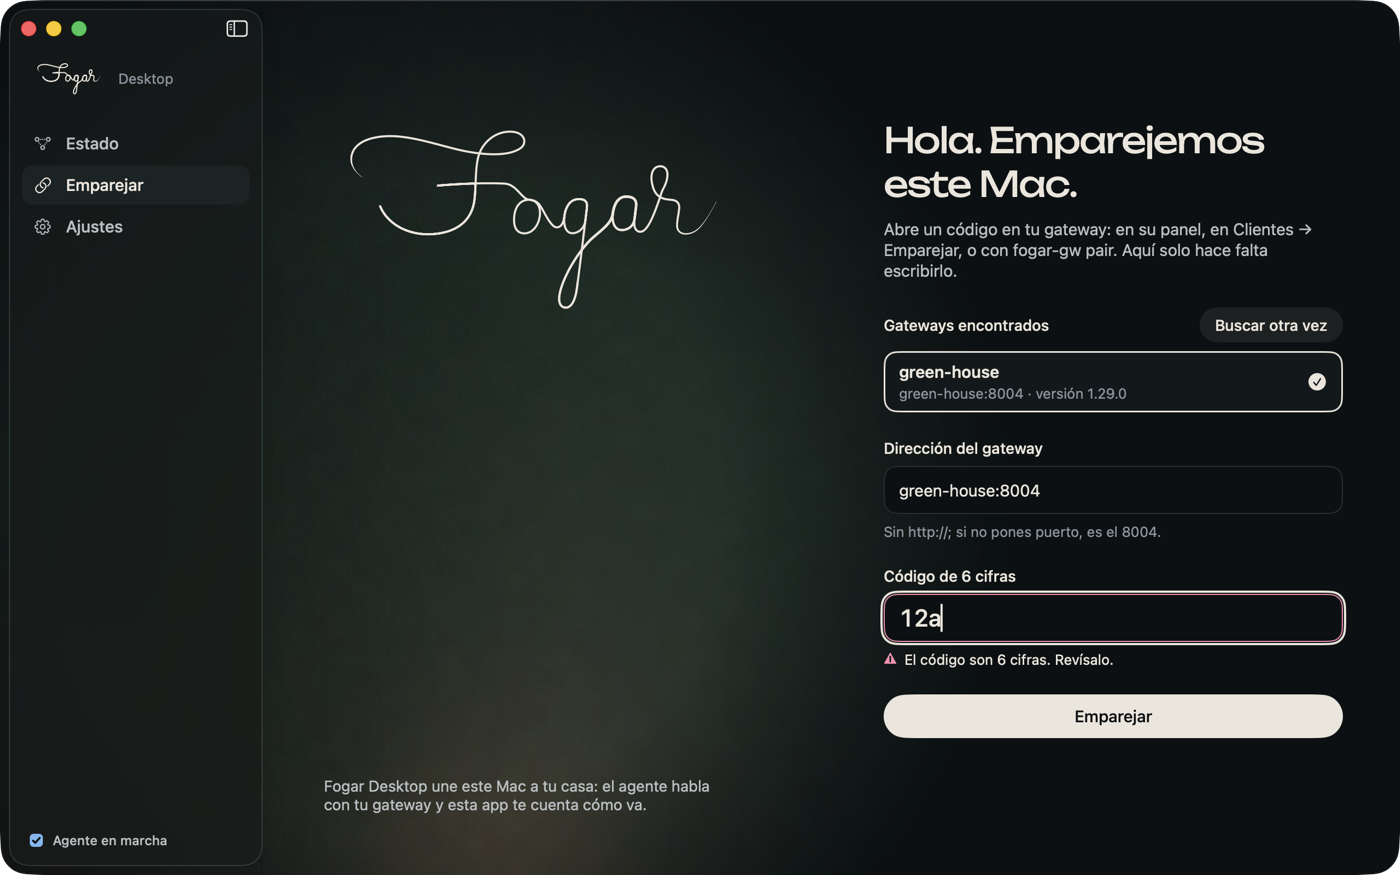 Fogar Desktop
Estado
Emparejar
Ajustes
Agente en marcha
Fogar
Fogar Desktop une este Mac a tu casa: el agente habla
con tu gateway y esta app te cuenta cómo va.
Hola. Emparejemos
este Mac.
Abre un código en tu gateway: en su panel, en Clientes →
Emparejar, o con fogar-gw pair. Aquí solo hace falta
escribirlo.
Gateways encontrados
Buscar otra vez
green-house
green-house:8004 · versión 1.29.0
Dirección del gateway
green-house:8004
Sin http://; si no pones puerto, es el 8004.
Código de 6 cifras
12a
El código son 6 cifras. Revísalo.
Emparejar